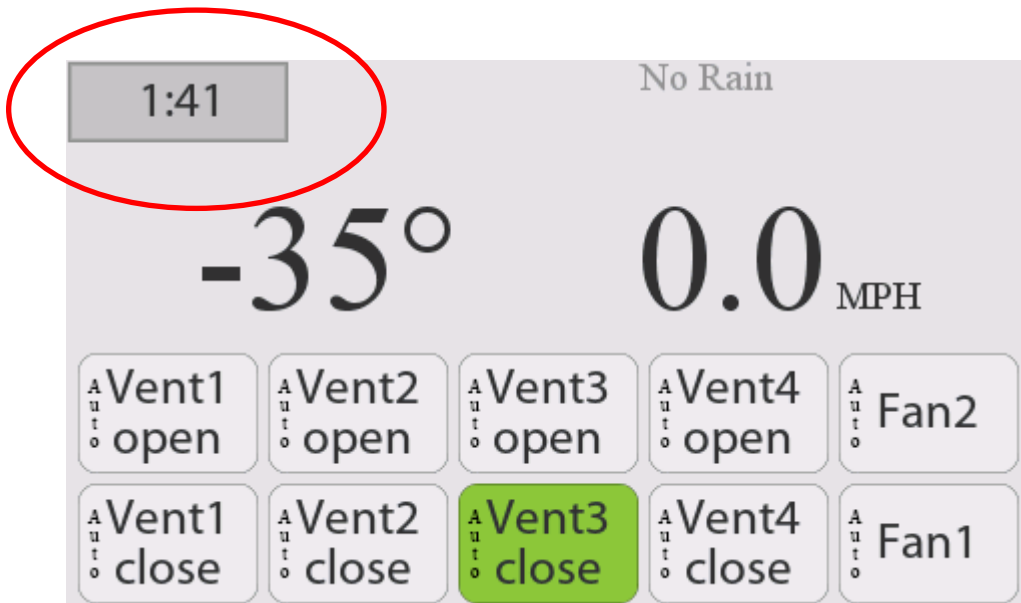 1:41
No Rain
-35° 0.0 MPH
Auto Vent1 open
Auto Vent2 open
Auto Vent3 open
Auto Vent4 open
Auto Fan2
Auto Vent1 close
Auto Vent2 close
Auto Vent3 close
Auto Vent4 close
Auto Fan1